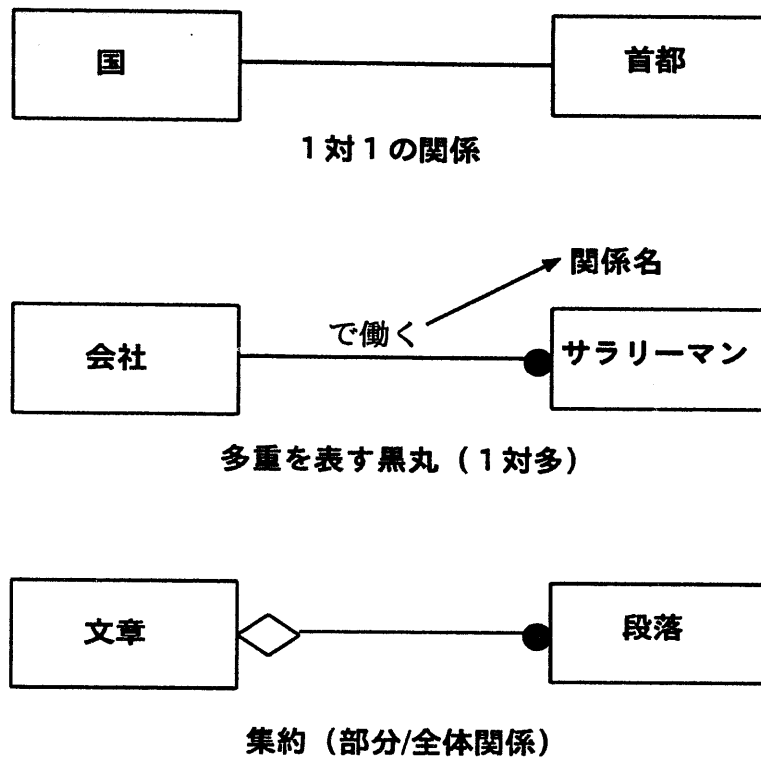 国
首都
1対1の関係
関係名
で働く
会社
サラリーマン
多重を表す黒丸（1対多）
文章
段落
集約（部分/全体関係）